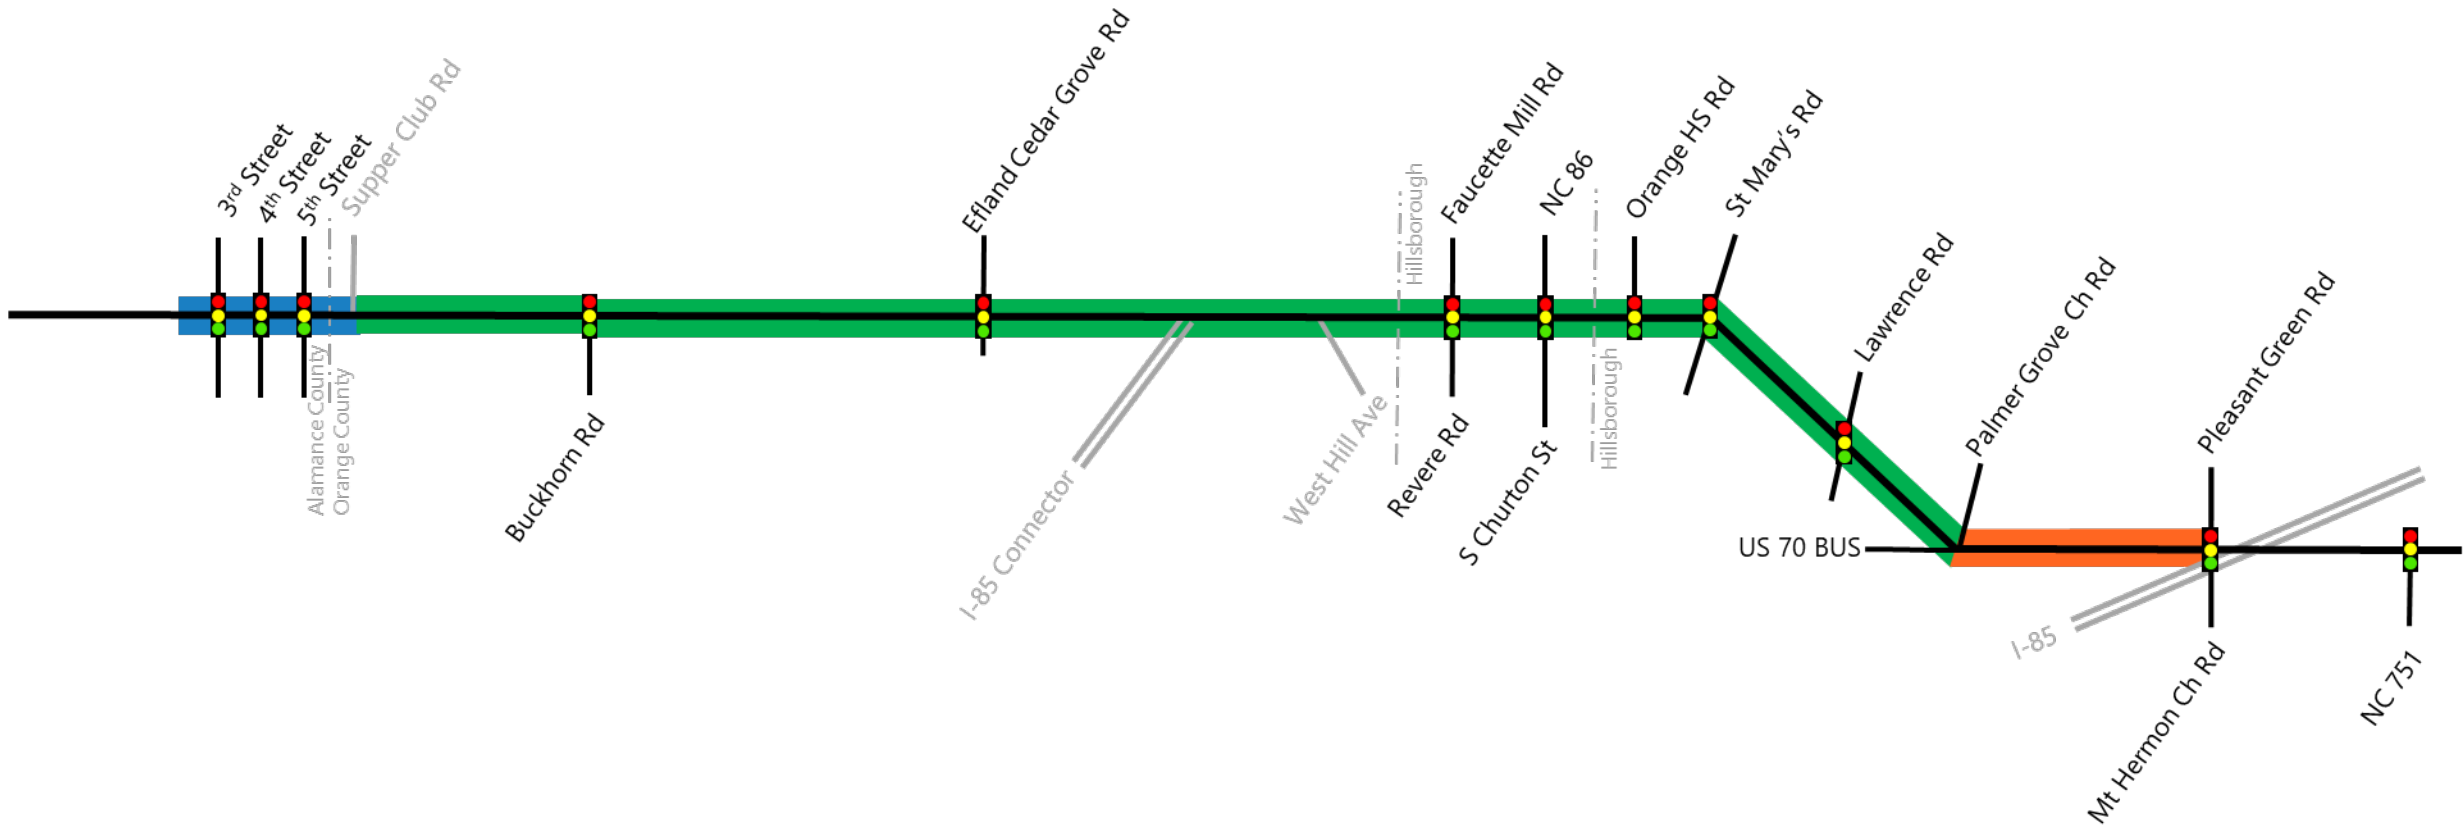 3rd Street
4th Street
5th Street
Supper Club Rd
Alamance County
Orange County
Buckhorn Rd
Efland Cedar Grove Rd
I-85 Connector
West Hill Ave
Hillsborough
Faucette Mill Rd
Revere Rd
NC 86
S Churton St
Hillsborough
Orange HS Rd
St Mary's Rd
Lawrence Rd
US 70 BUS
Palmer Grove Ch Rd
Pleasant Green Rd
Mt Hermon Ch Rd
I-85
NC 751